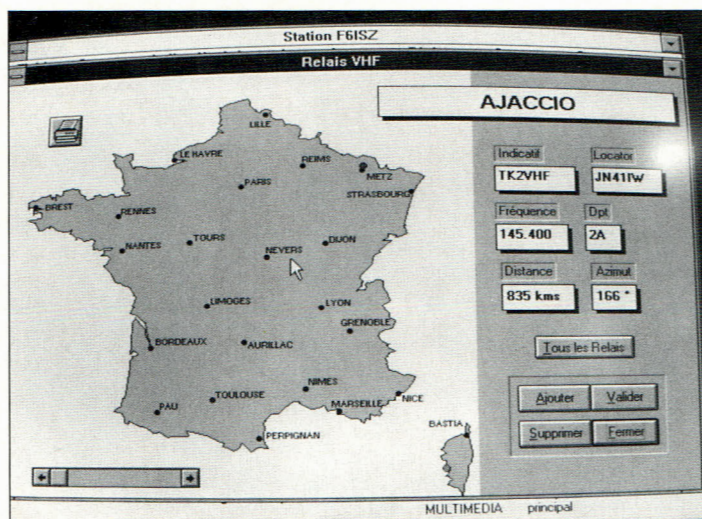 Station F6ISZ
Relais VHF
AJACCIO
LILLE
LE HAVRE
REIMS
METZ
PARIS
STRASBOURG
BREST
RENNES
NANTES
TOURS
DIJON
NEVERS
LIMOGES
LYON
GRENOBLE
BORDEAUX
AURILLAC
NIMES
TOULOUSE
NICE
PAU
MARSEILLE
PERPIGNAN
BASTIA
Indicatif
Locator
TK2VHF
JN41IW
Fréquence
Dpt
145.400
2A
Distance
Azimut
835 kms
166 °
Tous les Relais
Ajouter
Valider
Supprimer
Fermer
MULTIMEDIA principal